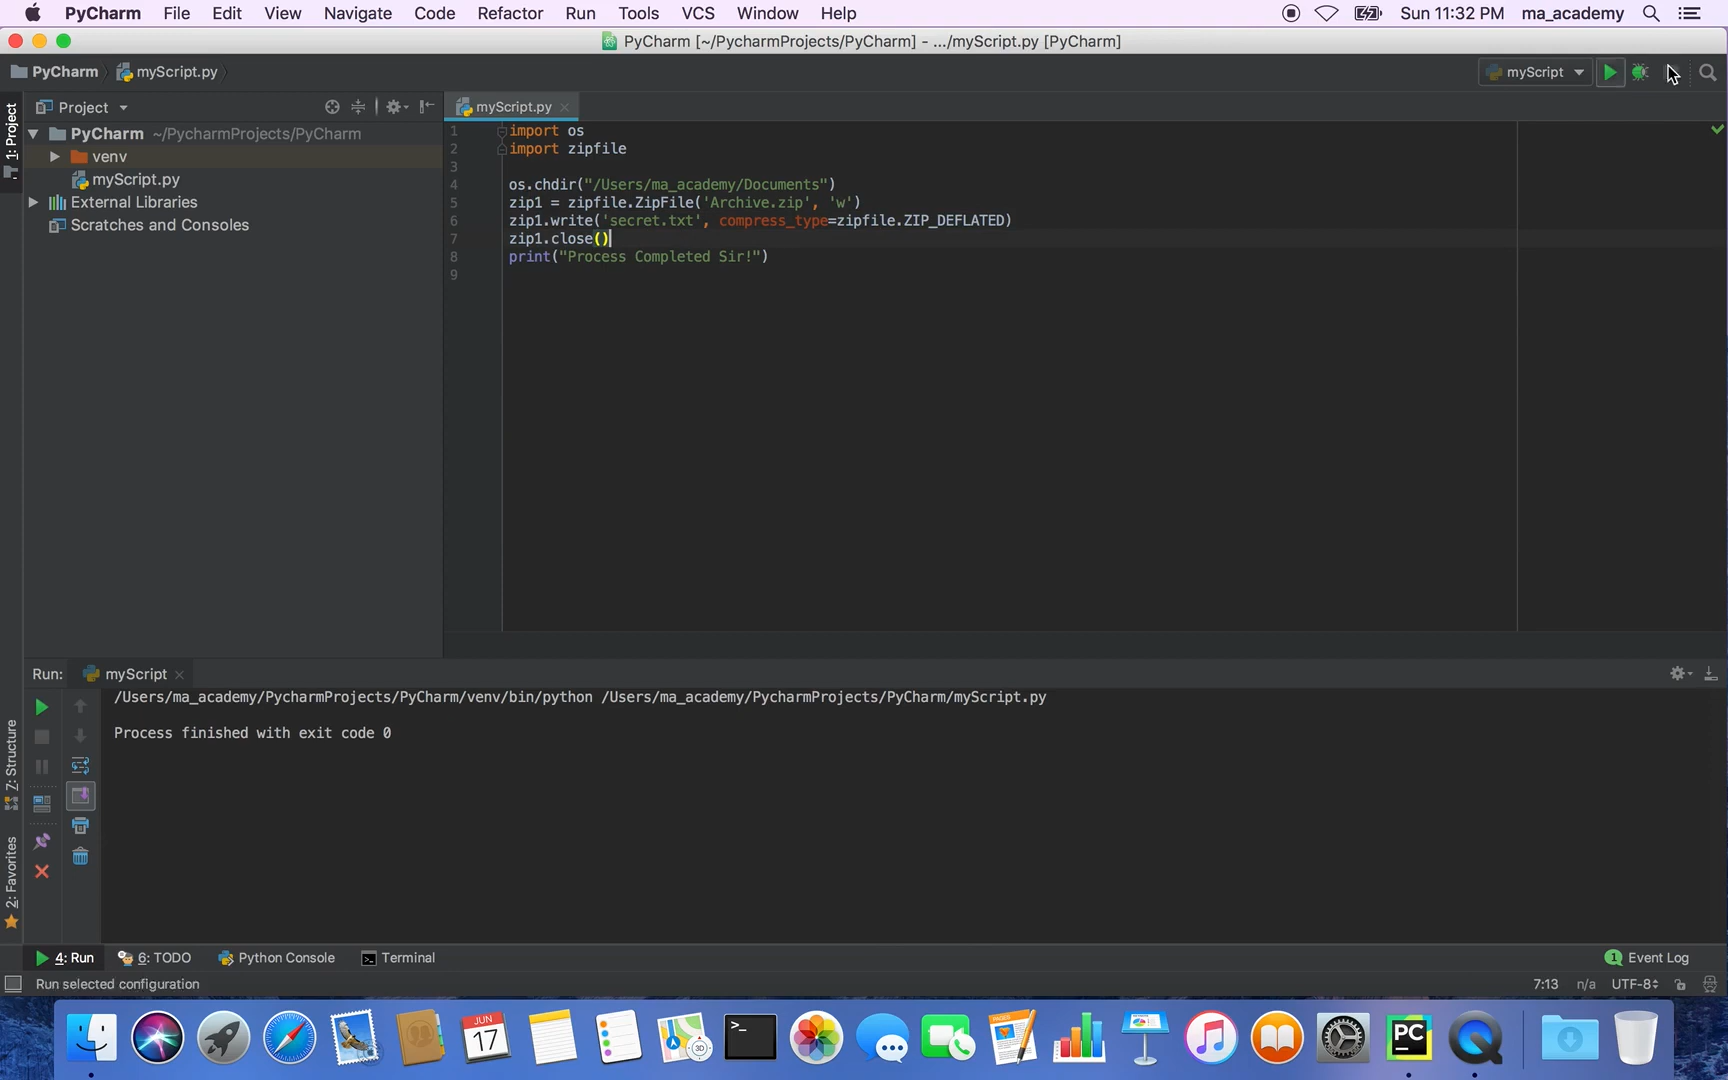 PyCharm File Edit View Navigate Code Refactor Run Tools VCS Window Help Sun 11:32 PM ma_academy
PyCharm [~/PycharmProjects/PyCharm] - .../myScript.py [PyCharm]
PyCharm myScript.py myScript
Project myScript.py
1: Project
PyCharm ~/PycharmProjects/PyCharm
venv
myScript.py
External Libraries
Scratches and Consoles
1 import os
2 import zipfile
3
4 os.chdir("/Users/ma_academy/Documents")
5 zip1 = zipfile.ZipFile('Archive.zip', 'w')
6 zip1.write('secret.txt', compress_type=zipfile.ZIP_DEFLATED)
7 zip1.close()
8 print("Process Completed Sir!")
9
Run: myScript
/Users/ma_academy/PycharmProjects/PyCharm/venv/bin/python /Users/ma_academy/PycharmProjects/PyCharm/myScript.py
Process finished with exit code 0
Z: Structure
2: Favorites
4: Run 6: TODO Python Console Terminal 1 Event Log
Run selected configuration 7:13 n/a UTF-8
JUN
17
3D
>_
PC